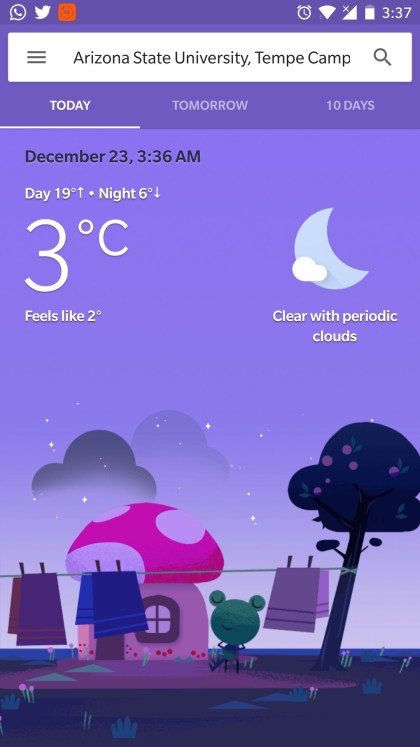 3:37
Arizona State University, Tempe Camp
TODAY TOMORROW 10 DAYS
December 23, 3:36 AM
Day 19°↑ • Night 6°↓
3°C
Feels like 2°
Clear with periodic
clouds